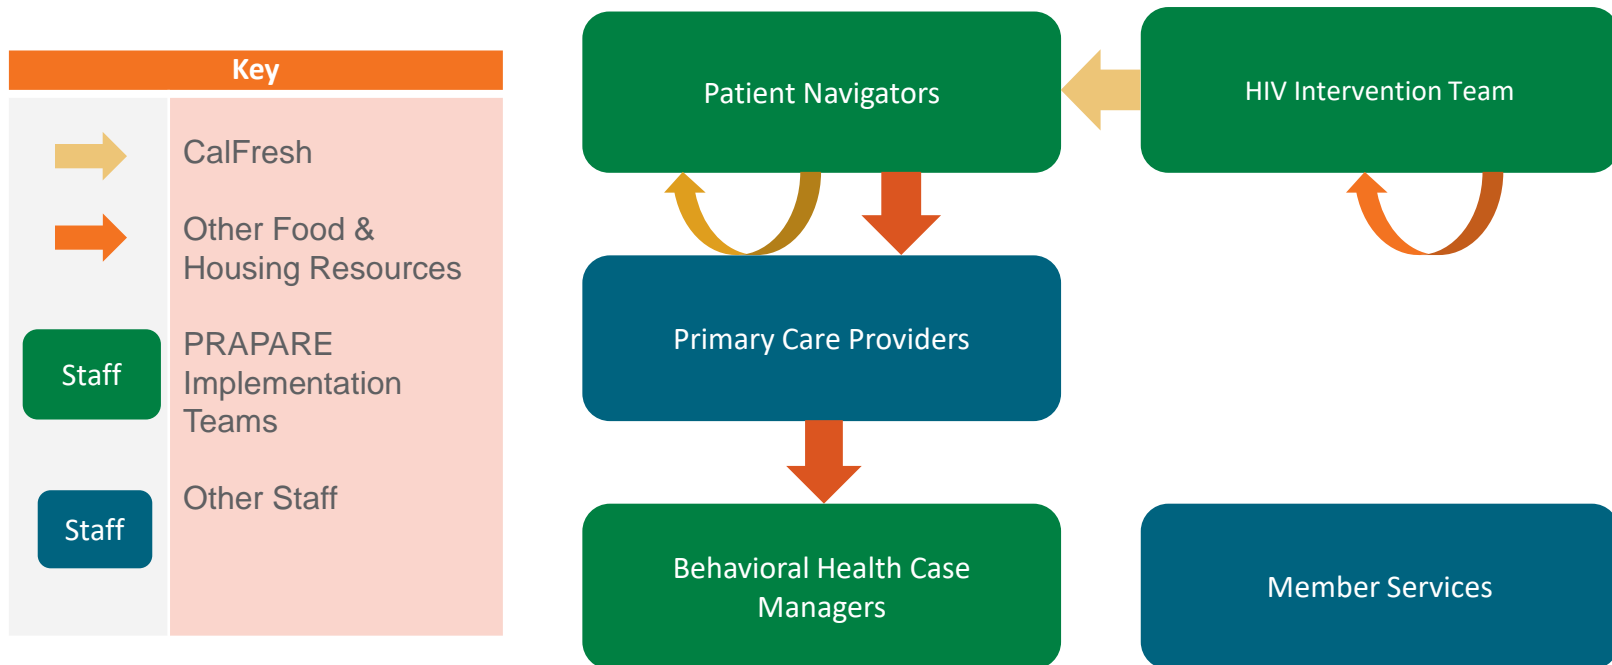 Key
CalFresh
Other Food &
Housing Resources
Staff
PRAPARE
Implementation
Teams
Staff
Other Staff
Patient Navigators
HIV Intervention Team
Primary Care Providers
Behavioral Health Case
Managers
Member Services